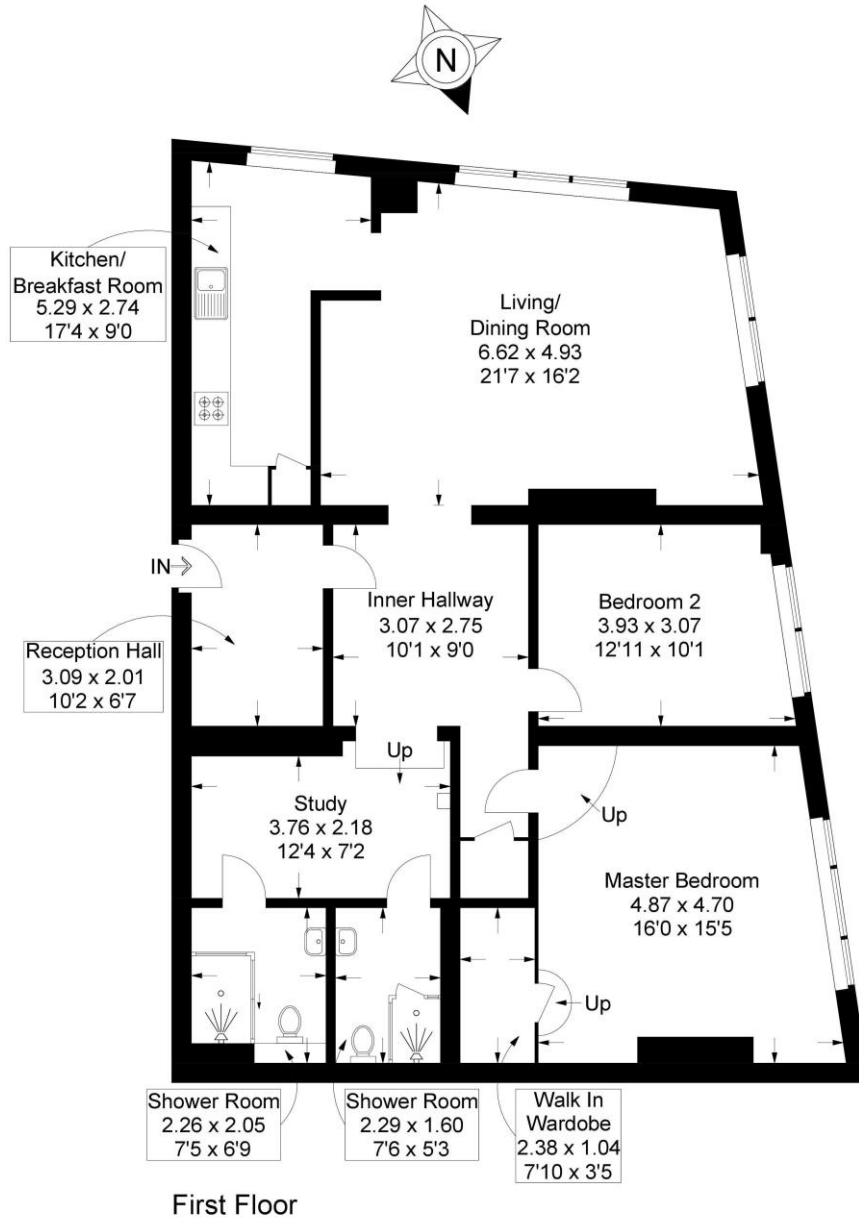 N
Kitchen/
Breakfast Room
5.29 x 2.74
17'4 x 9'0
Living/
Dining Room
6.62 x 4.93
21'7 x 16'2
IN
Inner Hallway
3.07 x 2.75
10'1 x 9'0
Bedroom 2
3.93 x 3.07
12'11 x 10'1
Reception Hall
3.09 x 2.01
10'2 x 6'7
Up
Study
3.76 x 2.18
12'4 x 7'2
Up
Master Bedroom
4.87 x 4.70
16'0 x 15'5
Up
Shower Room
2.26 x 2.05
7'5 x 6'9
Shower Room
2.29 x 1.60
7'6 x 5'3
Walk In
Wardobe
2.38 x 1.04
7'10 x 3'5
First Floor